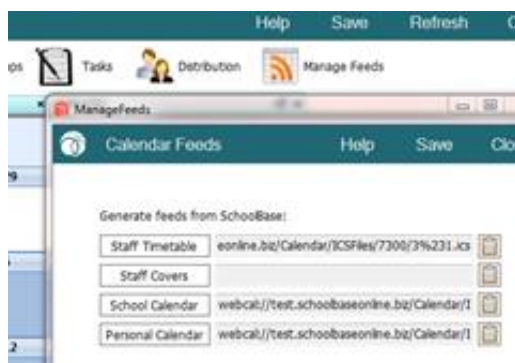 Help Save Refresh
Tasks Distribution Manage Feeds
ManageFeeds
Calendar Feeds Help Save Clo
Generate feeds from SchoolBase:
Staff Timetable eonline.biz/Calendar/ICSFiles/7300/3%231.ics
Staff Covers
School Calendar webcal://test.schoolbaseonline.biz/Calendar/I
Personal Calendar webcal://test.schoolbaseonline.biz/Calendar/I